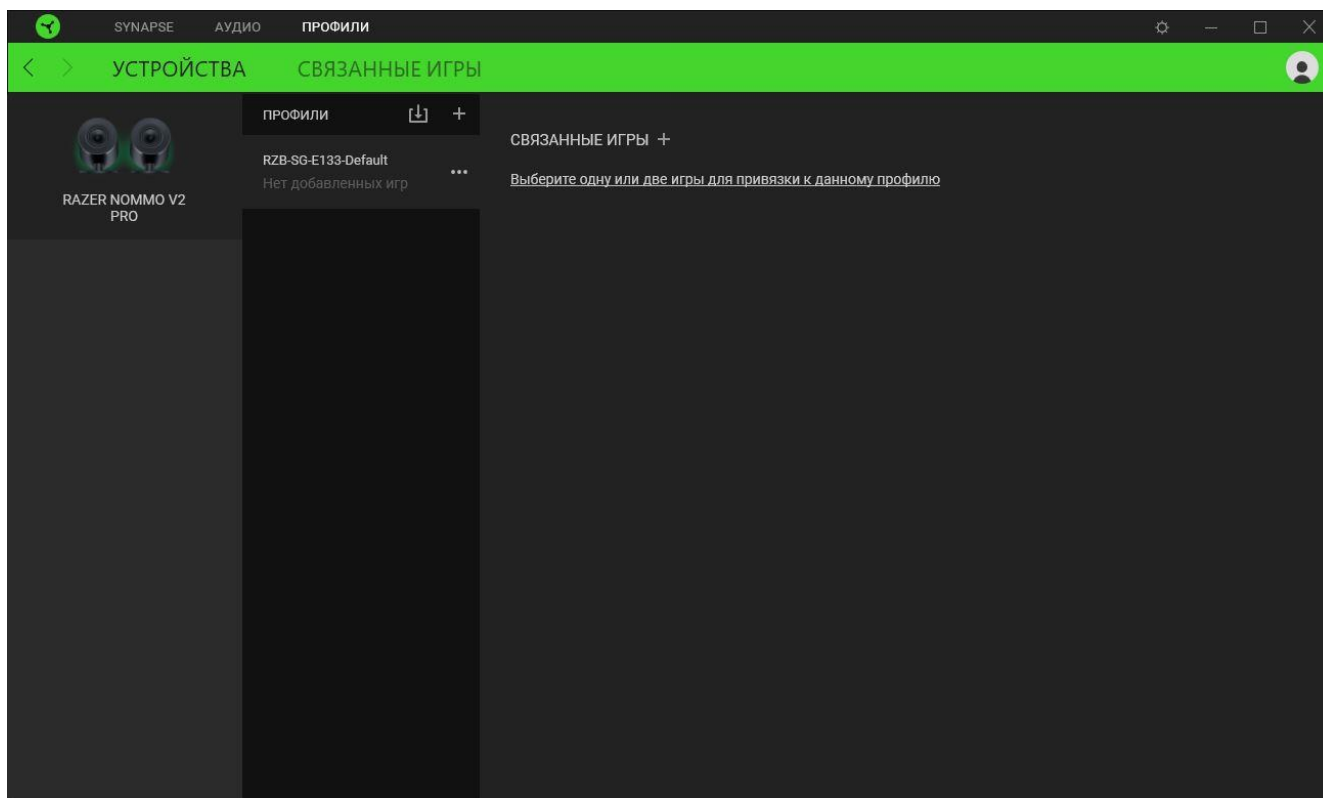 SYNAPSE АУДИО ПРОФИЛИ
УСТРОЙСТВА СВЯЗАННЫЕ ИГРЫ
RAZER NOMMO V2
PRO
ПРОФИЛИ
RZB-SG-E133-Default
Нет добавленных игр
СВЯЗАННЫЕ ИГРЫ +
Выберите одну или две игры для привязки к данному профилю